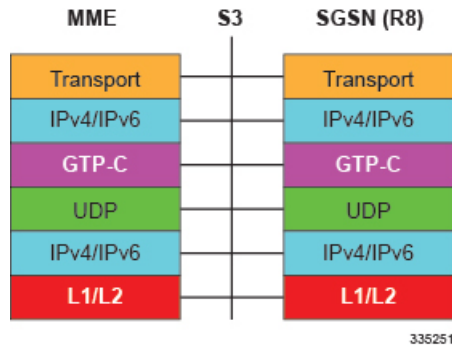 MME S3 SGSN (R8)
Transport Transport
IPv4/IPv6 IPv4/IPv6
GTP-C GTP-C
UDP UDP
IPv4/IPv6 IPv4/IPv6
L1/L2 L1/L2
335251